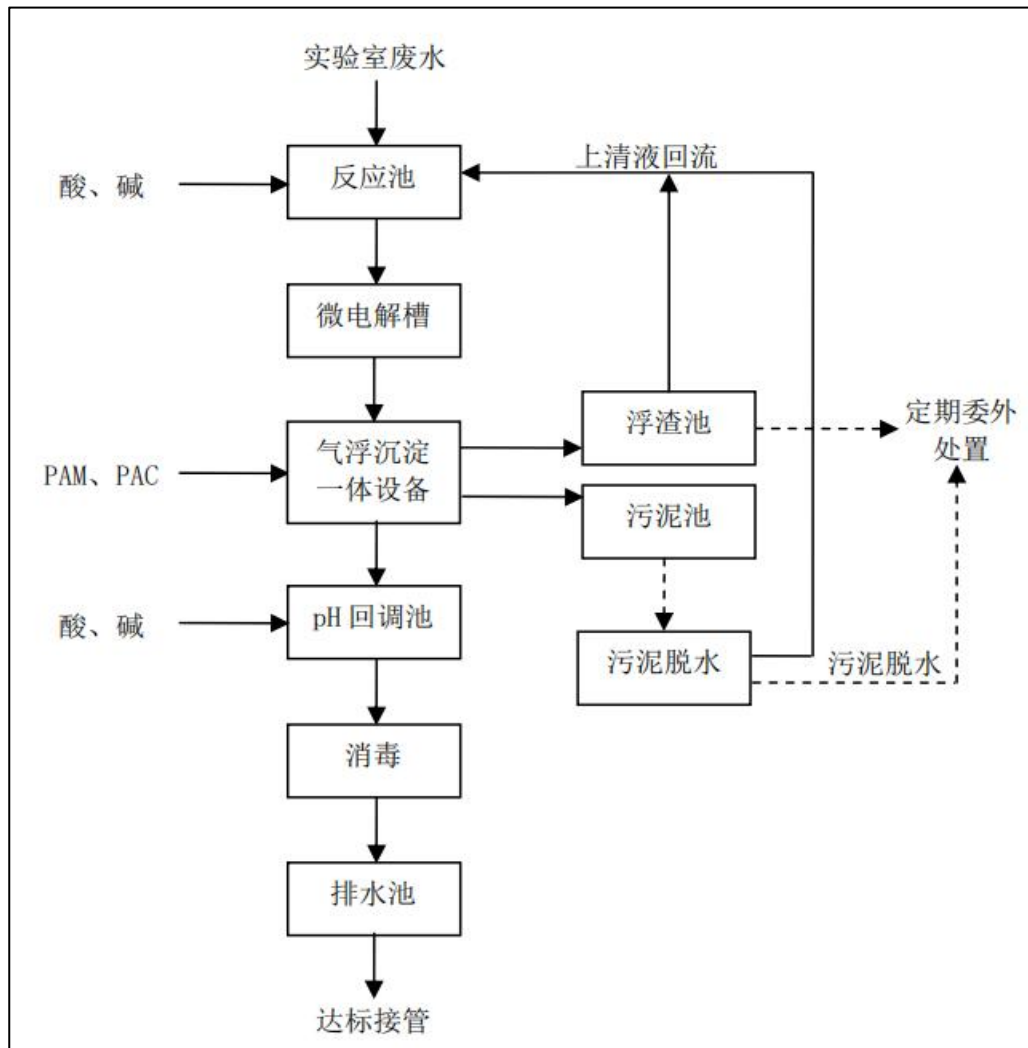 实验室废水
上清液回流
酸、碱
反应池
微电解槽
浮渣池
定期委外
处置
PAM、PAC
气浮沉淀
一体设备
污泥池
酸、碱
pH 回调池
污泥脱水
污泥脱水
消毒
排水池
达标接管